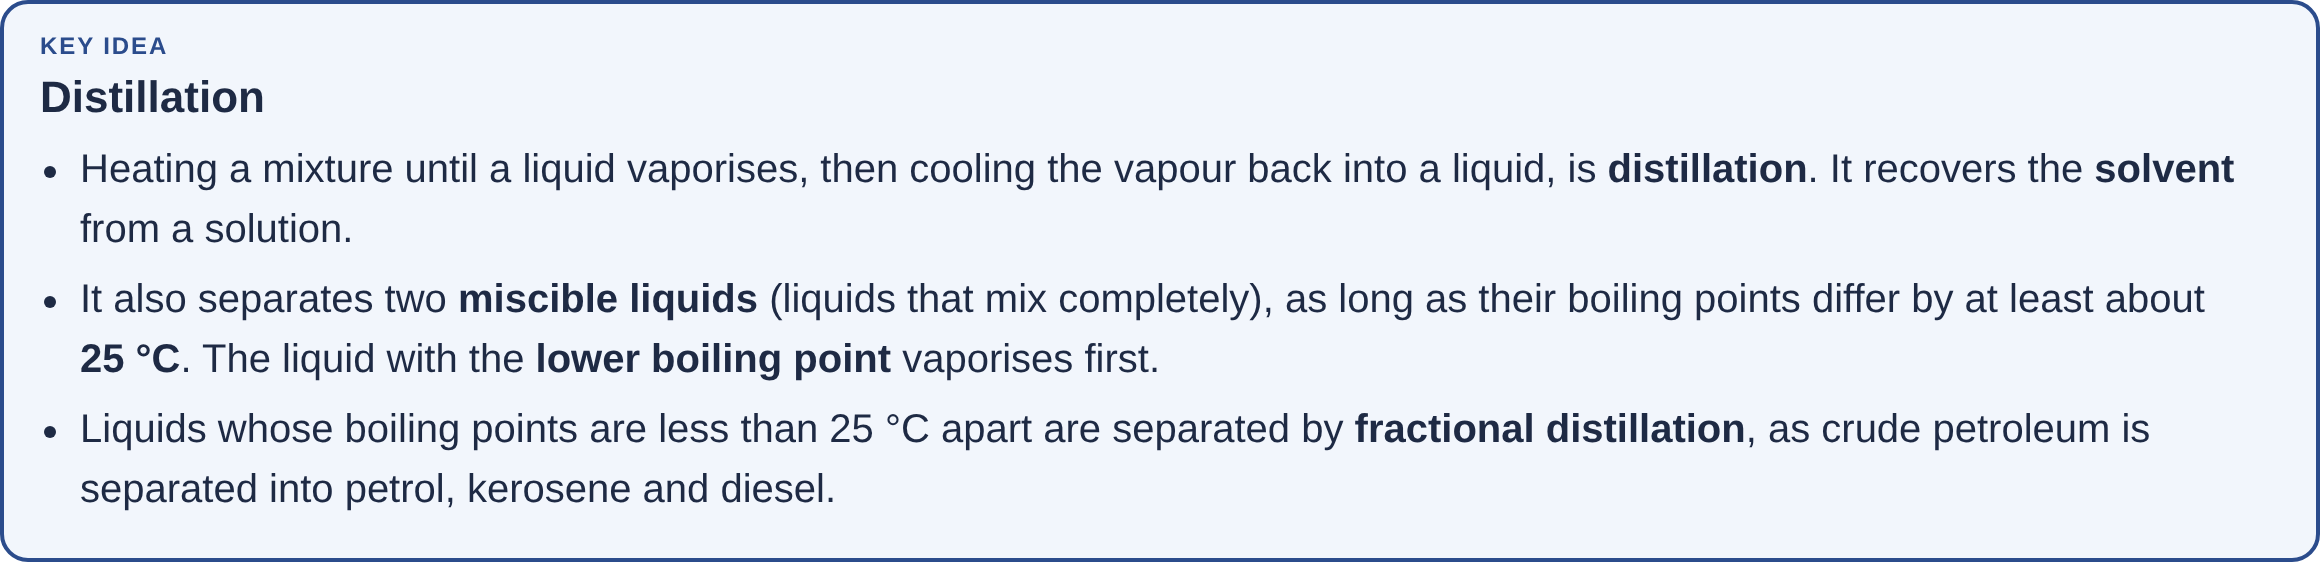 KEY IDEA
Distillation
• Heating a mixture until a liquid vaporises, then cooling the vapour back into a liquid, is distillation. It recovers the solvent
from a solution.
• It also separates two miscible liquids (liquids that mix completely), as long as their boiling points differ by at least about
25 °C. The liquid with the lower boiling point vaporises first.
• Liquids whose boiling points are less than 25 °C apart are separated by fractional distillation, as crude petroleum is
separated into petrol, kerosene and diesel.